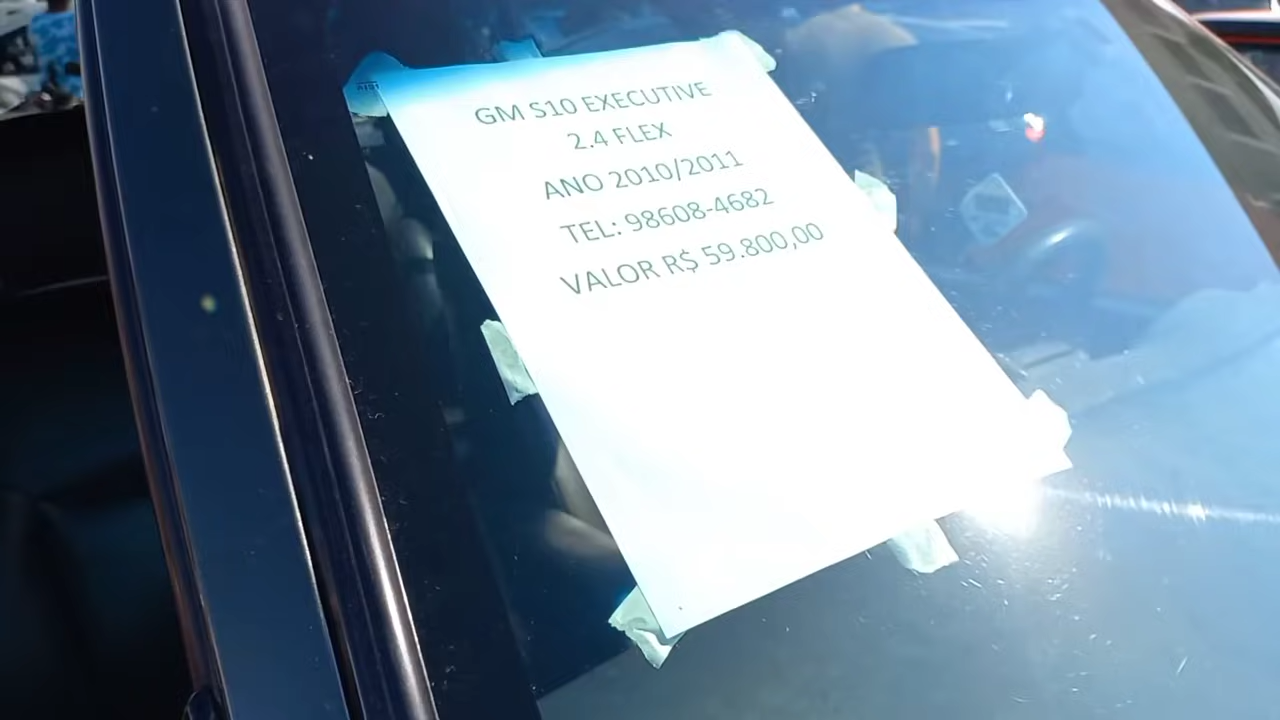 GM S10 EXECUTIVE
2.4 FLEX
ANO 2010/2011
TEL: 98608-4682
VALOR R$ 59.800,00